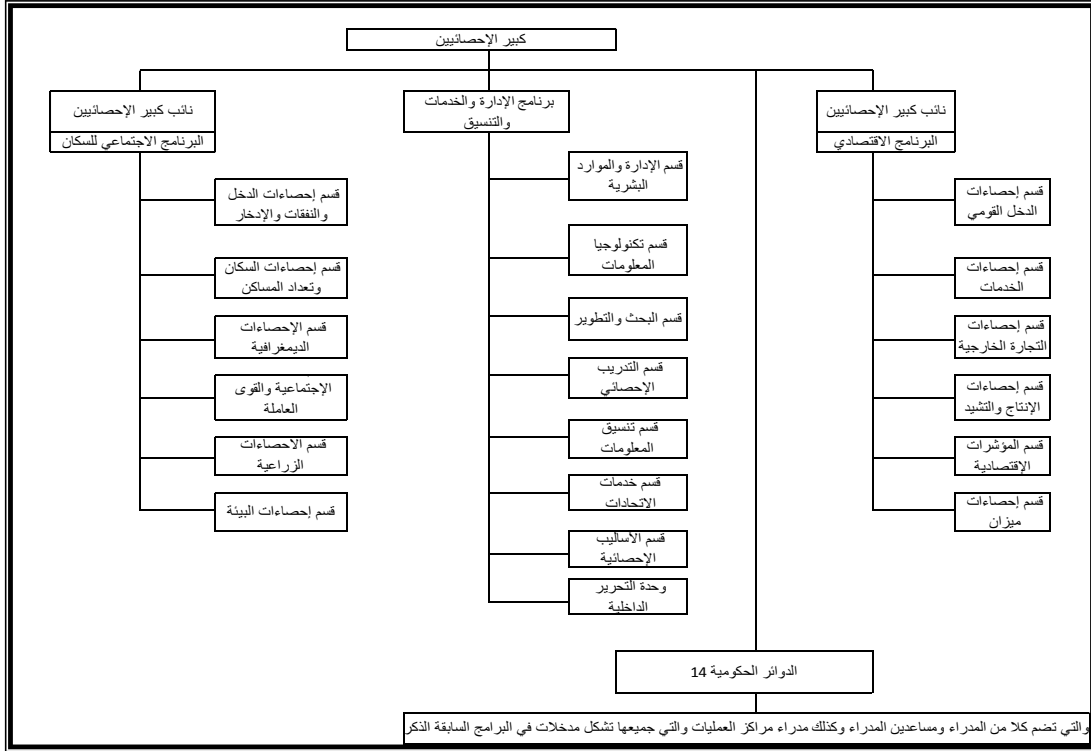 كبير الإحصائيين
نائب كبير الإحصائيين
البرنامج الاقتصادي
قسم إحصاءات
الدخل القومي
قسم إحصاءات
الخدمات
قسم إحصاءات
التجارة الخارجية
قسم إحصاءات
الإنتاج والتشيد
قسم المؤشرات
الإقتصادية
قسم إحصاءات
ميزان
برنامج الإدارة والخدمات
والتنسيق
قسم الإدارة والموارد
البشرية
قسم تكنولوجيا
المعلومات
قسم البحث والتطوير
قسم التدريب
الإحصائي
قسم تنسيق
المعلومات
قسم خدمات
الاتحادات
قسم الأساليب
الإحصائية
وحدة التحرير
الداخلية
نائب كبير الإحصائيين
البرنامج الاجتماعي للسكان
قسم إحصاءات الدخل
والنفقات والإدخار
قسم إحصاءات السكان
وتعداد المساكن
قسم الإحصاءات
الديمغرافية
الإجتماعية والقوى
العاملة
قسم الاحصاءات
الزراعية
قسم إحصاءات البيئة
الدوائر الحكومية 14
والتي تضم كلا من المدراء ومساعدين المدراء وكذلك مدراء مراكز العمليات والتي جميعها تشكل مدخلات في البرامج السابقة الذكر